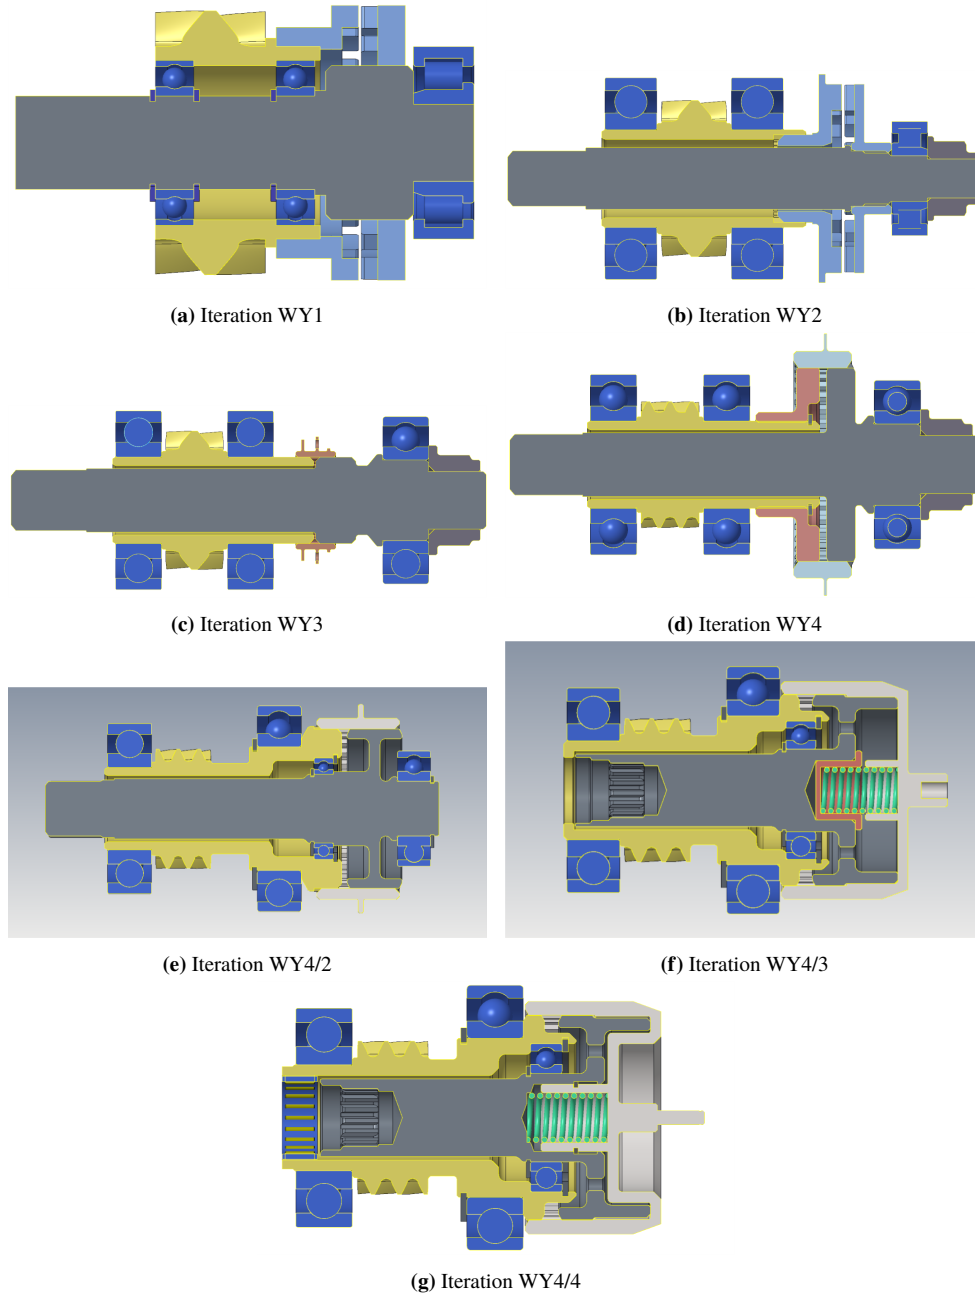 (a) Iteration WY1
(b) Iteration WY2
(c) Iteration WY3
(d) Iteration WY4
(e) Iteration WY4/2
(f) Iteration WY4/3
(g) Iteration WY4/4